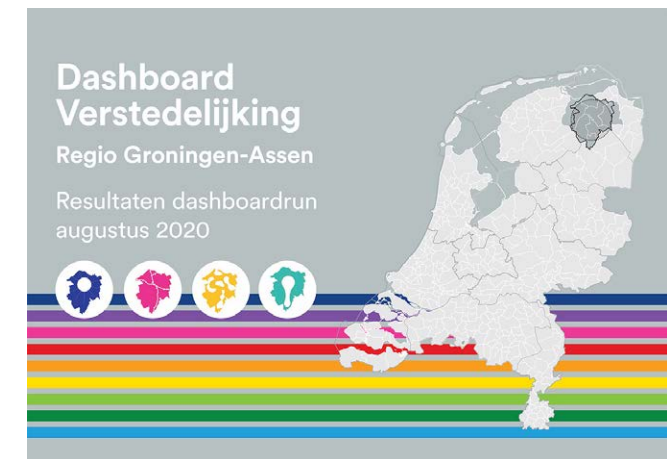 Dashboard
Verstedelijking
Regio Groningen-Assen
Resultaten dashboardrun
augustus 2020